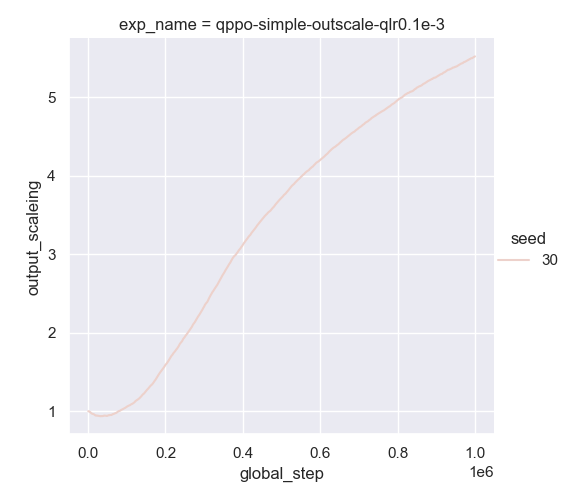 exp_name = qppo-simple-outscale-qlr0.1e-3
5
4
3
2
1
output_scaleing
0.0 0.2 0.4 0.6 0.8 1.0
1e6
global_step
seed
30